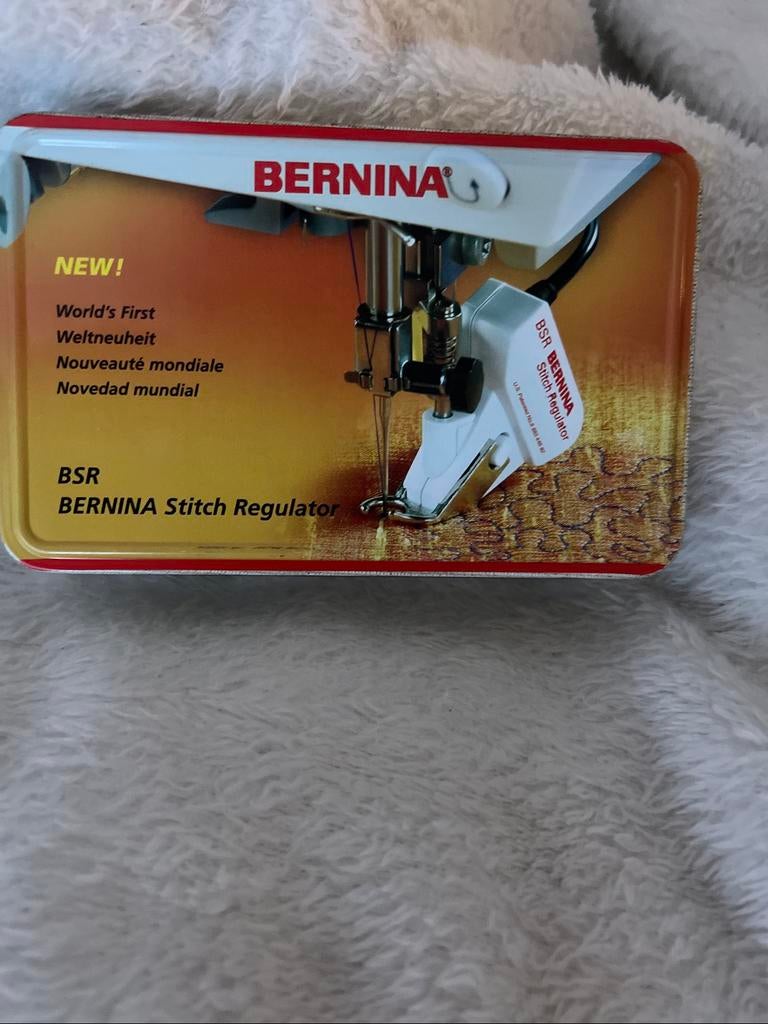 BERNINA®
NEW!
World's First
Weltneuheit
Nouveauté mondiale
Novedad mundial
BSR
BERNINA Stitch Regulator
BSR BERNINA
Stitch Regulator